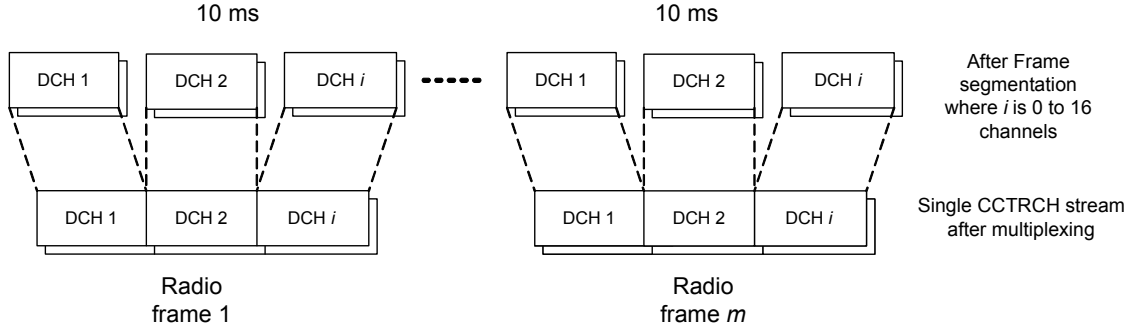 10 ms
10 ms
DCH 1
DCH 2
DCH i
DCH 1
DCH 2
DCH i
After Frame
segmentation
where i is 0 to 16
channels
DCH 1
DCH 2
DCH i
DCH 1
DCH 2
DCH i
Single CCTRCH stream
after multiplexing
Radio
frame 1
Radio
frame m